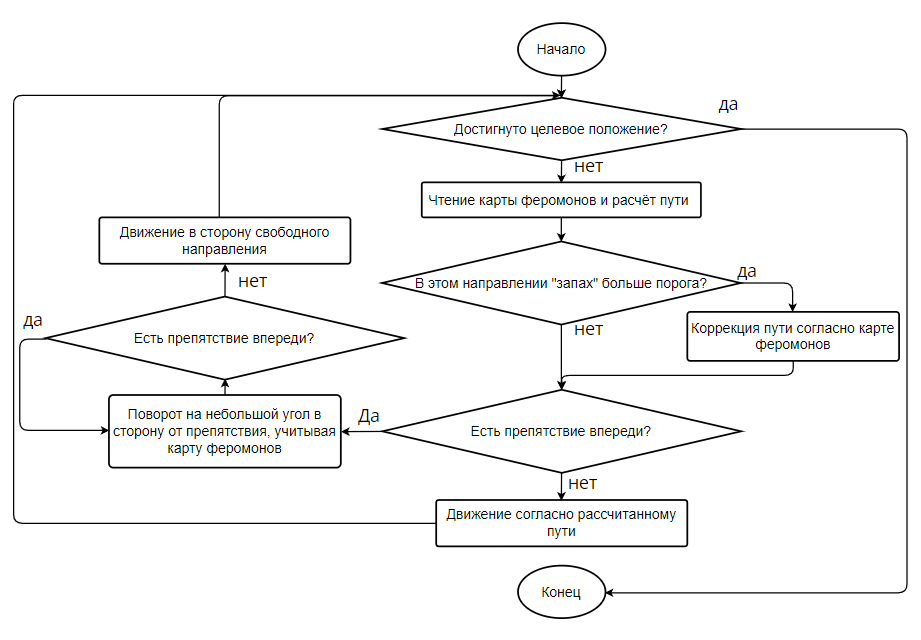 Начало
да
Достигнуто целевое положение?
нет
Чтение карты феромонов и расчёт пути
Движение в сторону свободного
направления
В этом направлении "запах" больше порога?
да
нет
нет
да
Есть препятствие впереди?
Коррекция пути согласно карте
феромонов
Поворот на небольшой угол в
сторону от препятствия, учитывая
карту феромонов
Да
Есть препятствие впереди?
нет
Движение согласно рассчитанному
пути
Конец